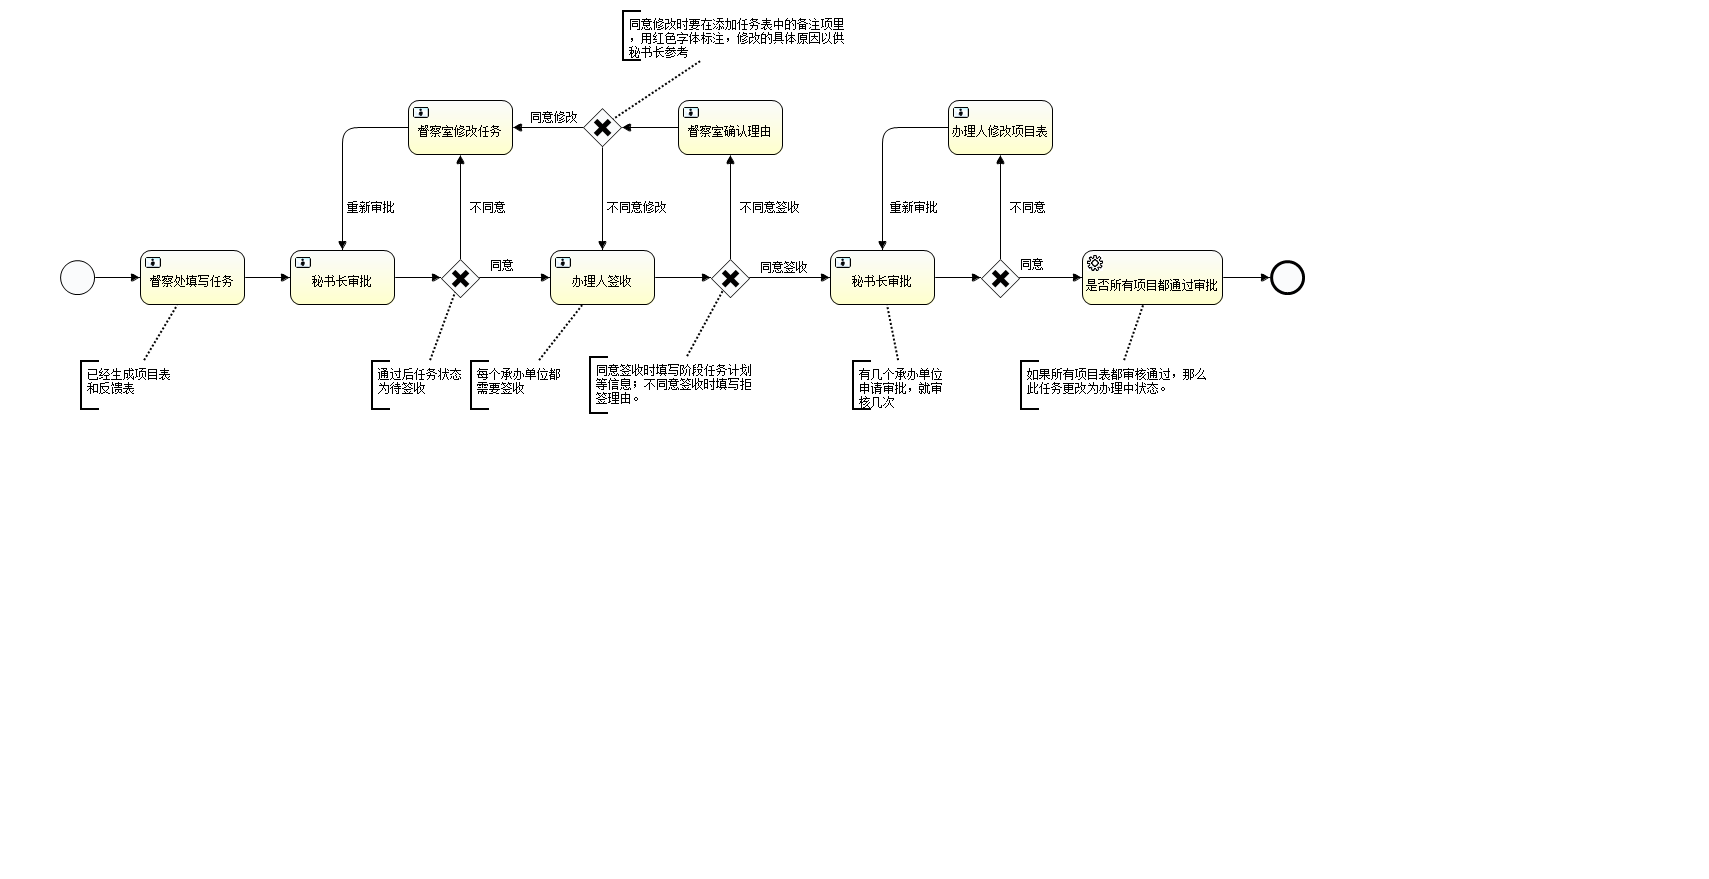 同意修改时要在添加任务表中的备注项里
，用红色字体标注，修改的具体原因以供
秘书长参考
督察室修改任务
同意修改
督察室确认理由
办理人修改项目表
重新审批
不同意
不同意修改
不同意签收
重新审批
不同意
督察处填写任务
秘书长审批
同意
办理人签收
同意签收
秘书长审批
同意
是否所有项目都通过审批
已经生成项目表
和反馈表
通过后任务状态
为待签收
每个承办单位都
需要签收
同意签收时填写阶段任务计划
等信息；不同意签收时填写拒
签理由。
有几个承办单位
申请审批，就审
核几次
如果所有项目表都审核通过，那么
此任务更改为办理中状态。